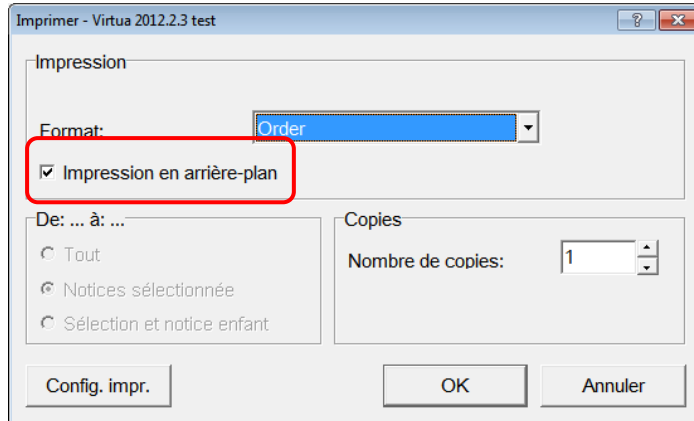 Imprimer - Virtua 2012.2.3 test
Impression
Format:
Order
Impression en arrière-plan
De: ... à: ...
Tout
Notices sélectionnée
Sélection et notice enfant
Copies
Nombre de copies:
1
Config. impr.
OK
Annuler